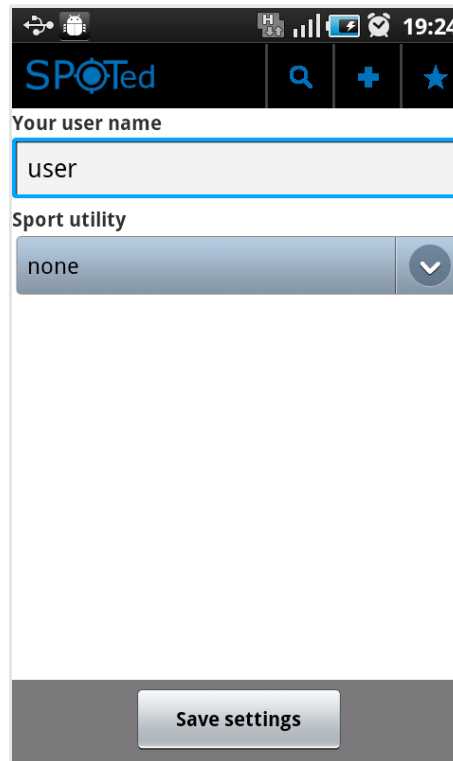 H 19:24
SPOTed
Your user name
user
Sport utility
none
Save settings